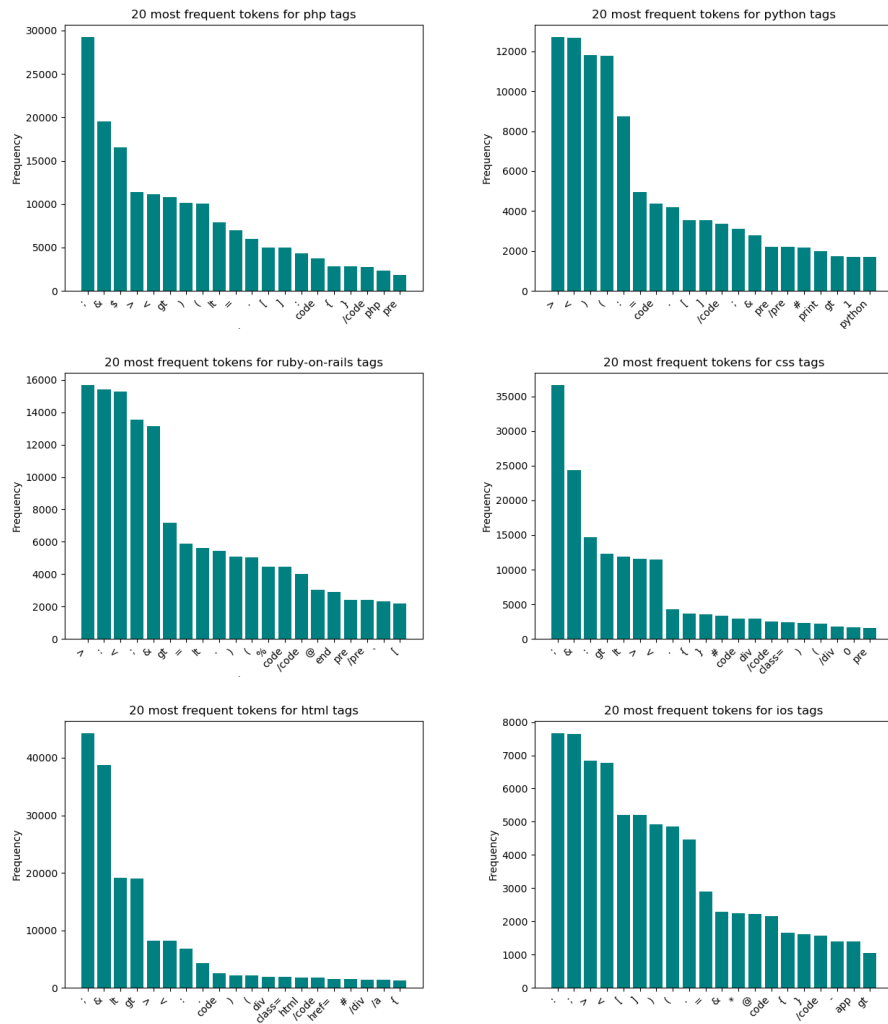 20 most frequent tokens for php tags
30000
25000
20000
15000
10000
5000
0
Frequency
; & $ > < gt ) ( lt = . [ ] : code { } /code php pre
20 most frequent tokens for python tags
12000
10000
8000
6000
4000
2000
0
Frequency
> < ) ( : = code . [ ] /code ; & pre /pre # print gt 1 python
20 most frequent tokens for ruby-on-rails tags
16000
14000
12000
10000
8000
6000
4000
2000
0
Frequency
> : < ; & gt = lt . ) ( % code /code @ end pre /pre ' [
20 most frequent tokens for css tags
35000
30000
25000
20000
15000
10000
5000
0
Frequency
; & : gt lt > < . { } # code div /code class= ) ( /div 0 pre
20 most frequent tokens for html tags
40000
30000
20000
10000
0
Frequency
; & lt gt > < : . code ) ( div class= html /code href= # /div /a {
20 most frequent tokens for ios tags
8000
7000
6000
5000
4000
3000
2000
1000
0
Frequency
: ; > < [ ] ) ( . = & * @ code { } /code app gt